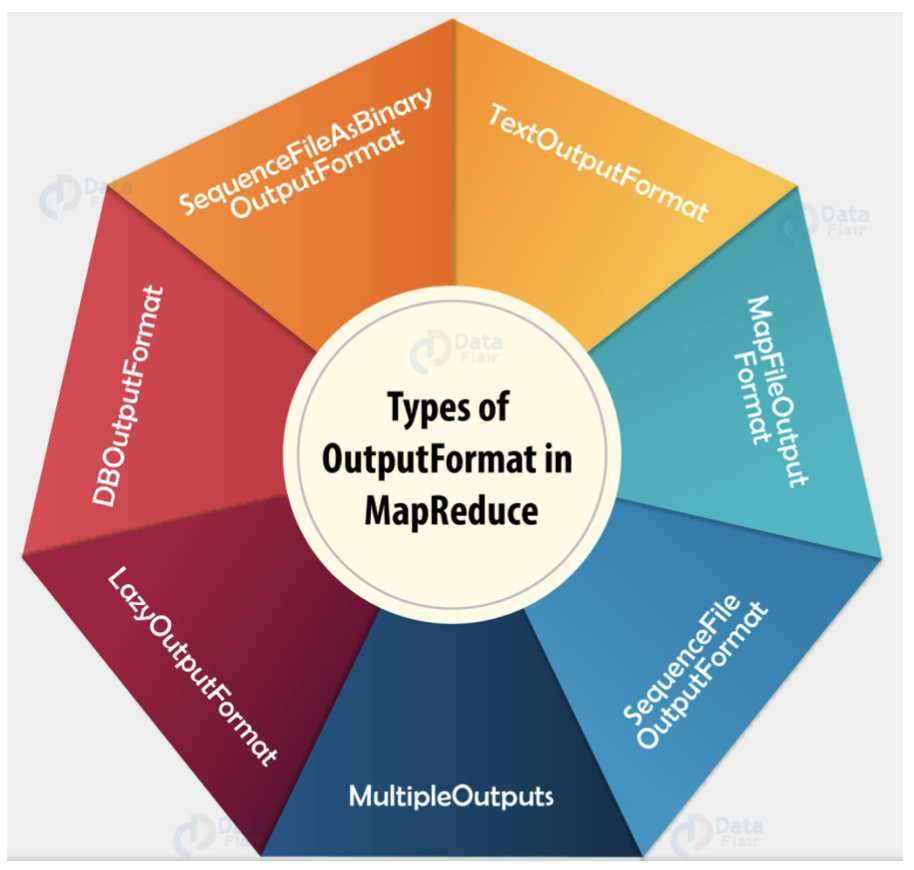 SequenceFileAsBinary
OutputFormat
TextOutputFormat
Data
Flair
Data
Flair
DBOutputFormat
MapFileOutput
Format
Data
Flair
Types of
OutputFormat in
MapReduce
LazyOutputFormat
SequenceFile
OutputFormat
MultipleOutputs
Data
Flair
Data
Flair